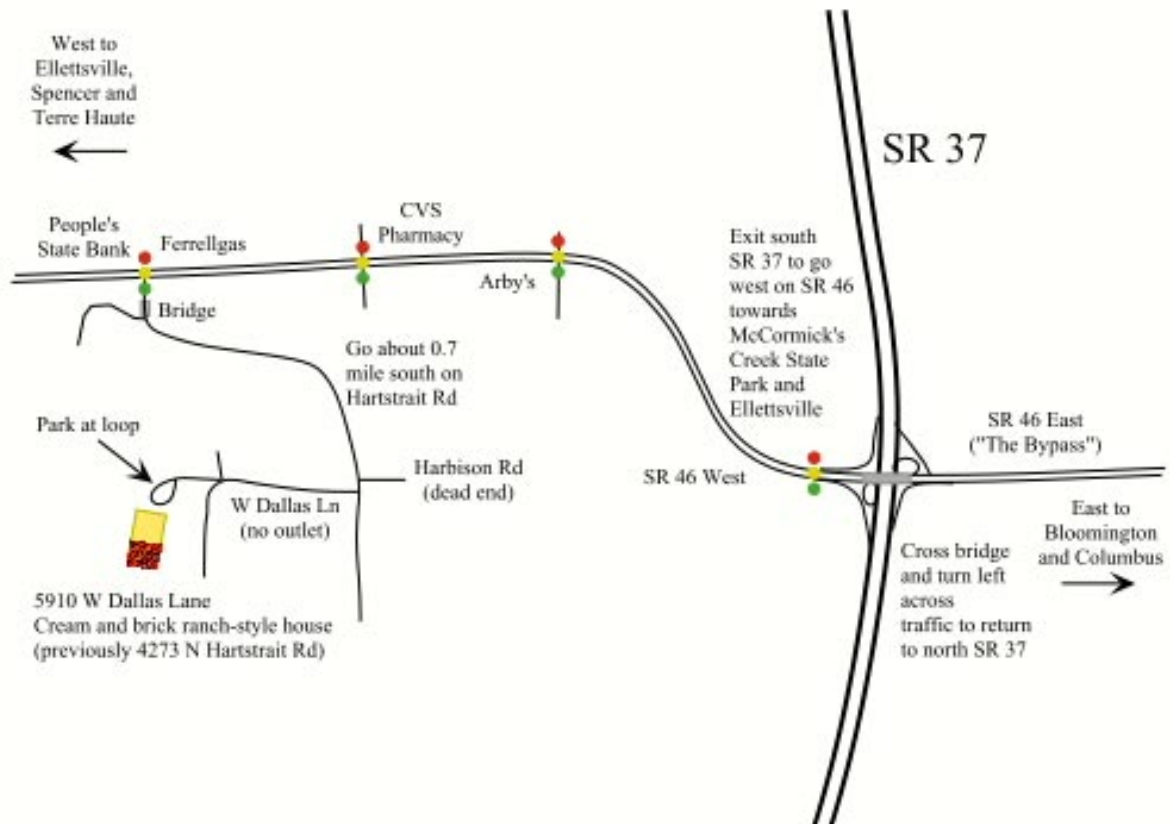 West to
Ellettsville,
Spencer and
Terre Haute
SR 37
People's
State Bank
Ferrellgas
CVS
Pharmacy
Arby's
Bridge
Exit south
SR 37 to go
west on SR 46
towards
McCormick's
Creek State
Park and
Ellettsville
Go about 0.7
mile south on
Hartstrait Rd
Park at loop
Harbison Rd
(dead end)
W Dallas Ln
(no outlet)
SR 46 West
SR 46 East
("The Bypass")
East to
Bloomington
and Columbus
Cross bridge
and turn left
across
traffic to return
to north SR 37
5910 W Dallas Lane
Cream and brick ranch-style house
(previously 4273 N Hartstrait Rd)